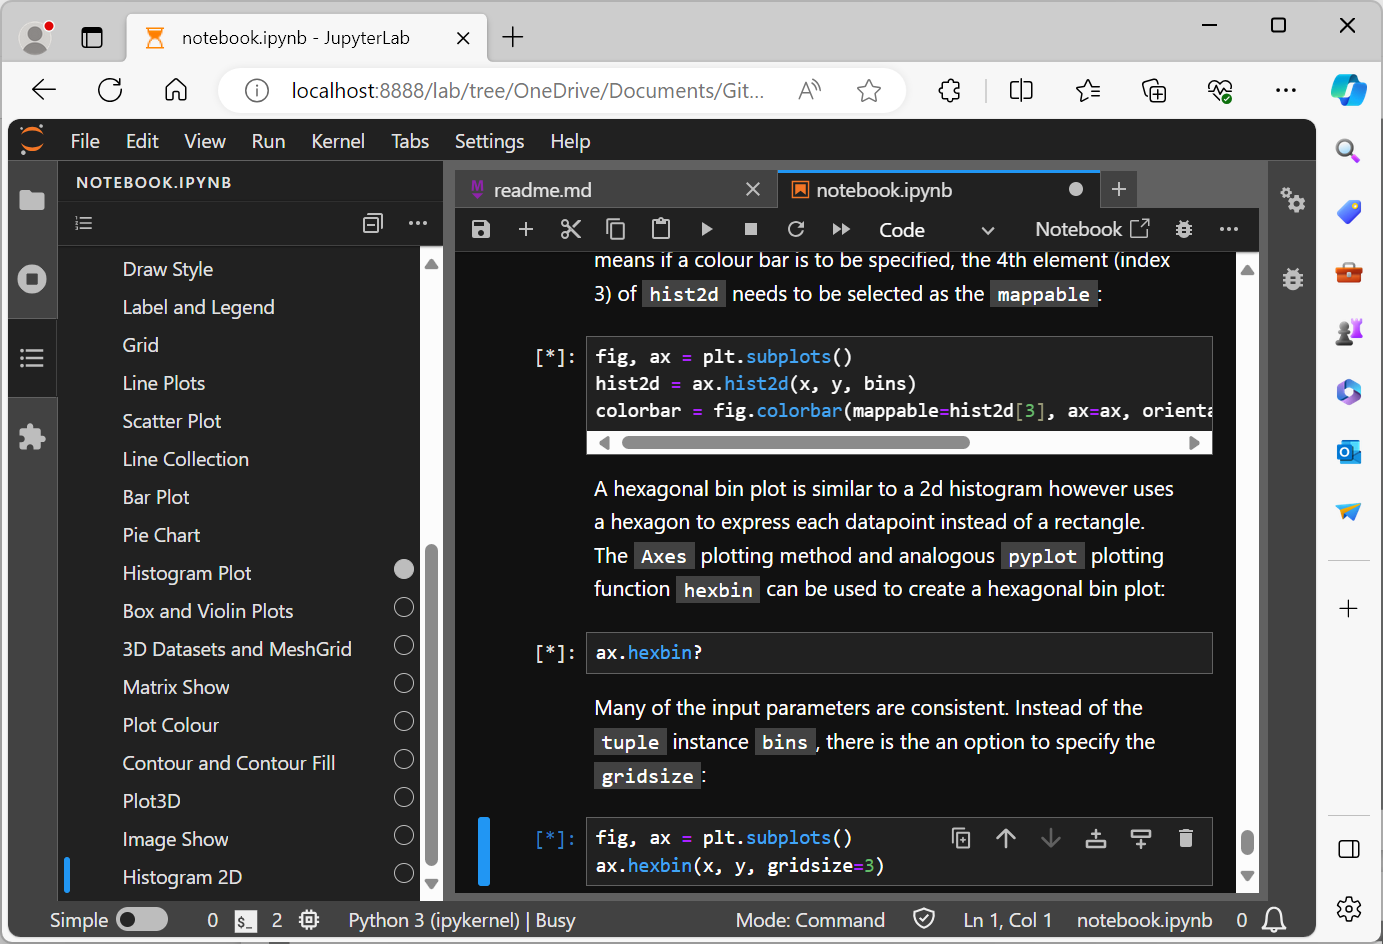 notebook.ipynb - JupyterLab
localhost:8888/lab/tree/OneDrive/Documents/Git...
File Edit View Run Kernel Tabs Settings Help
NOTEBOOK.IPYNB
Draw Style
Label and Legend
Grid
Line Plots
Scatter Plot
Line Collection
Bar Plot
Pie Chart
Histogram Plot
Box and Violin Plots
3D Datasets and MeshGrid
Matrix Show
Plot Colour
Contour and Contour Fill
Plot3D
Image Show
Histogram 2D
readme.md
notebook.ipynb
Code
Notebook
means if a colour bar is to be specified, the 4th element (index
3) of hist2d needs to be selected as the mappable:
[*]: fig, ax = plt.subplots()
hist2d = ax.hist2d(x, y, bins)
colorbar = fig.colorbar(mappable=hist2d[3], ax=ax, orienta
A hexagonal bin plot is similar to a 2d histogram however uses
a hexagon to express each datapoint instead of a rectangle.
The Axes plotting method and analogous pyplot plotting
function hexbin can be used to create a hexagonal bin plot:
[*]: ax.hexbin?
Many of the input parameters are consistent. Instead of the
tuple instance bins, there is the an option to specify the
gridsize:
[*]: fig, ax = plt.subplots()
ax.hexbin(x, y, gridsize=3)
Simple 0 $_ 2 Python 3 (ipykernel) | Busy Mode: Command Ln 1, Col 1 notebook.ipynb 0